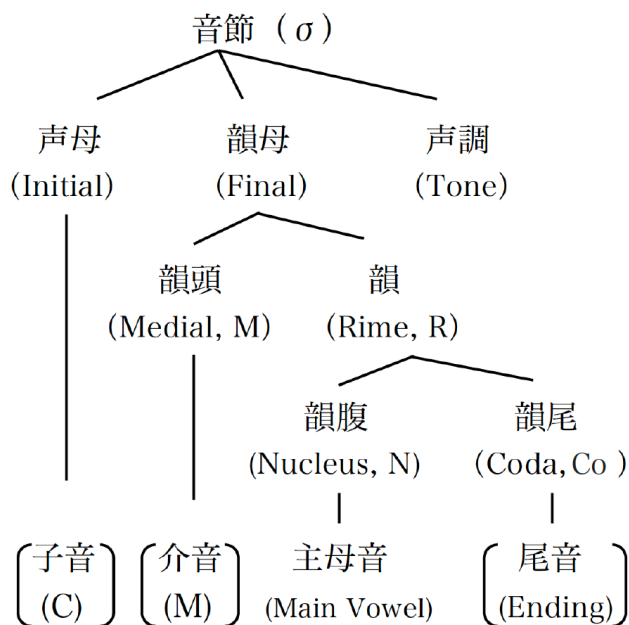 音節 (σ)
声母 韻母 声調
(Initial) (Final) (Tone)
韻頭 韻
(Medial, M) (Rime, R)
韻腹 韻尾
(Nucleus, N) (Coda, Co )
子音 介音 主母音 尾音
(C) (M) (Main Vowel) (Ending)